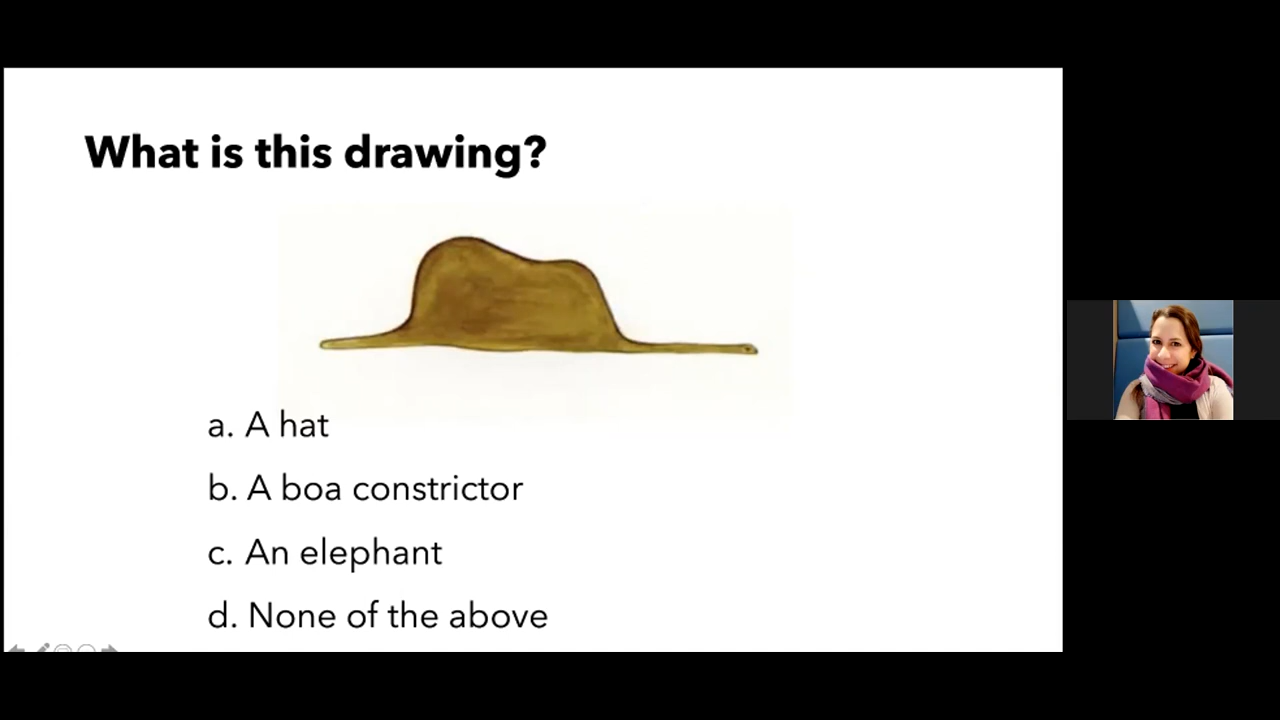 What is this drawing?
a. A hat
b. A boa constrictor
c. An elephant
d. None of the above